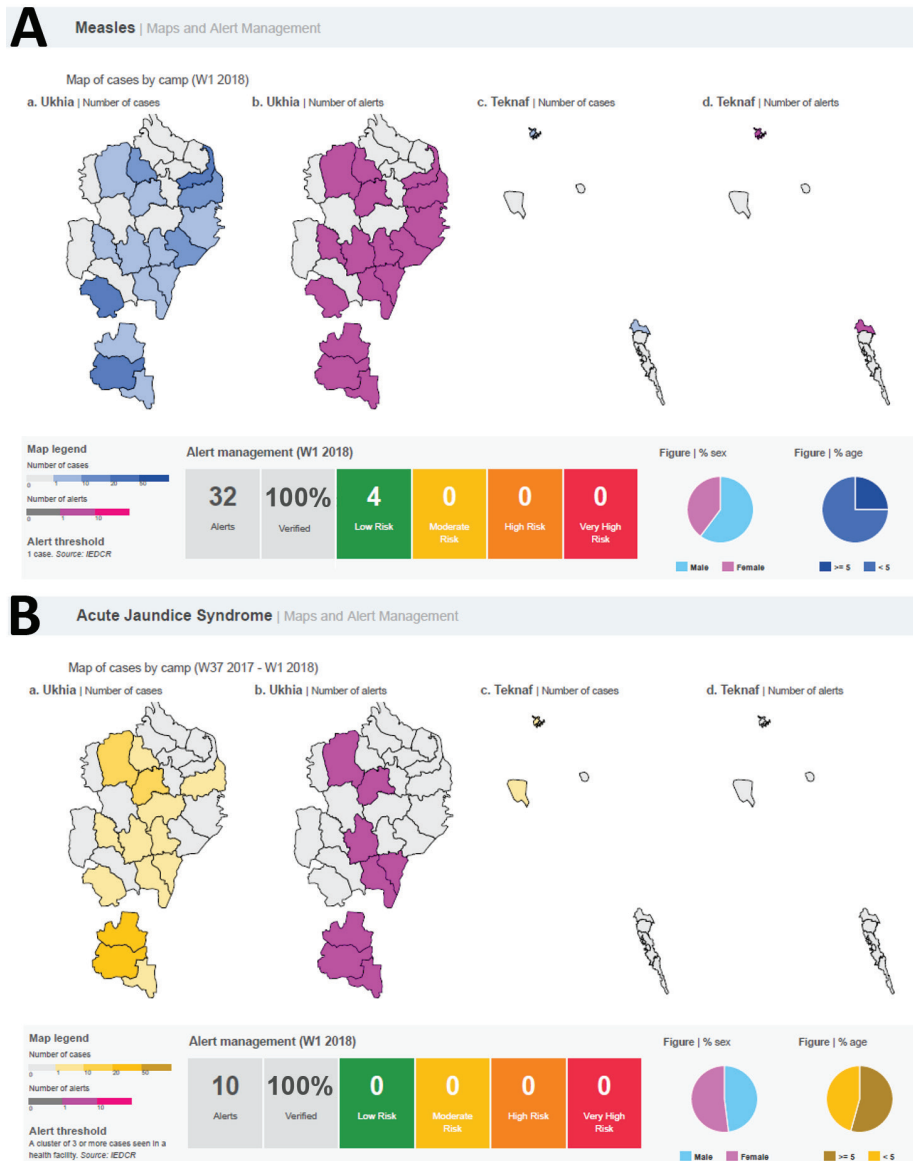 A Measles | Maps and Alert Management
Map of cases by camp (W1 2018)
a. Ukhia | Number of cases
b. Ukhia | Number of alerts
c. Teknaf | Number of cases
d. Teknaf | Number of alerts
Map legend
Number of cases
0 1 10 20 50
Number of alerts
0 1 10
Alert threshold
1 case. Source: IEDCR
Alert management (W1 2018)
32
Alerts
100%
Verified
4
Low Risk
0
Moderate
Risk
0
High Risk
0
Very High
Risk
Figure | % sex
Male Female
Figure | % age
>= 5 < 5
B Acute Jaundice Syndrome | Maps and Alert Management
Map of cases by camp (W37 2017 - W1 2018)
a. Ukhia | Number of cases
b. Ukhia | Number of alerts
c. Teknaf | Number of cases
d. Teknaf | Number of alerts
Map legend
Number of cases
0 1 10 20 50
Number of alerts
0 1 10
Alert threshold
A cluster of 3 or more cases seen in a
health facility. Source: IEDCR
Alert management (W1 2018)
10
Alerts
100%
Verified
0
Low Risk
0
Moderate
Risk
0
High Risk
0
Very High
Risk
Figure | % sex
Male Female
Figure | % age
>= 5 < 5